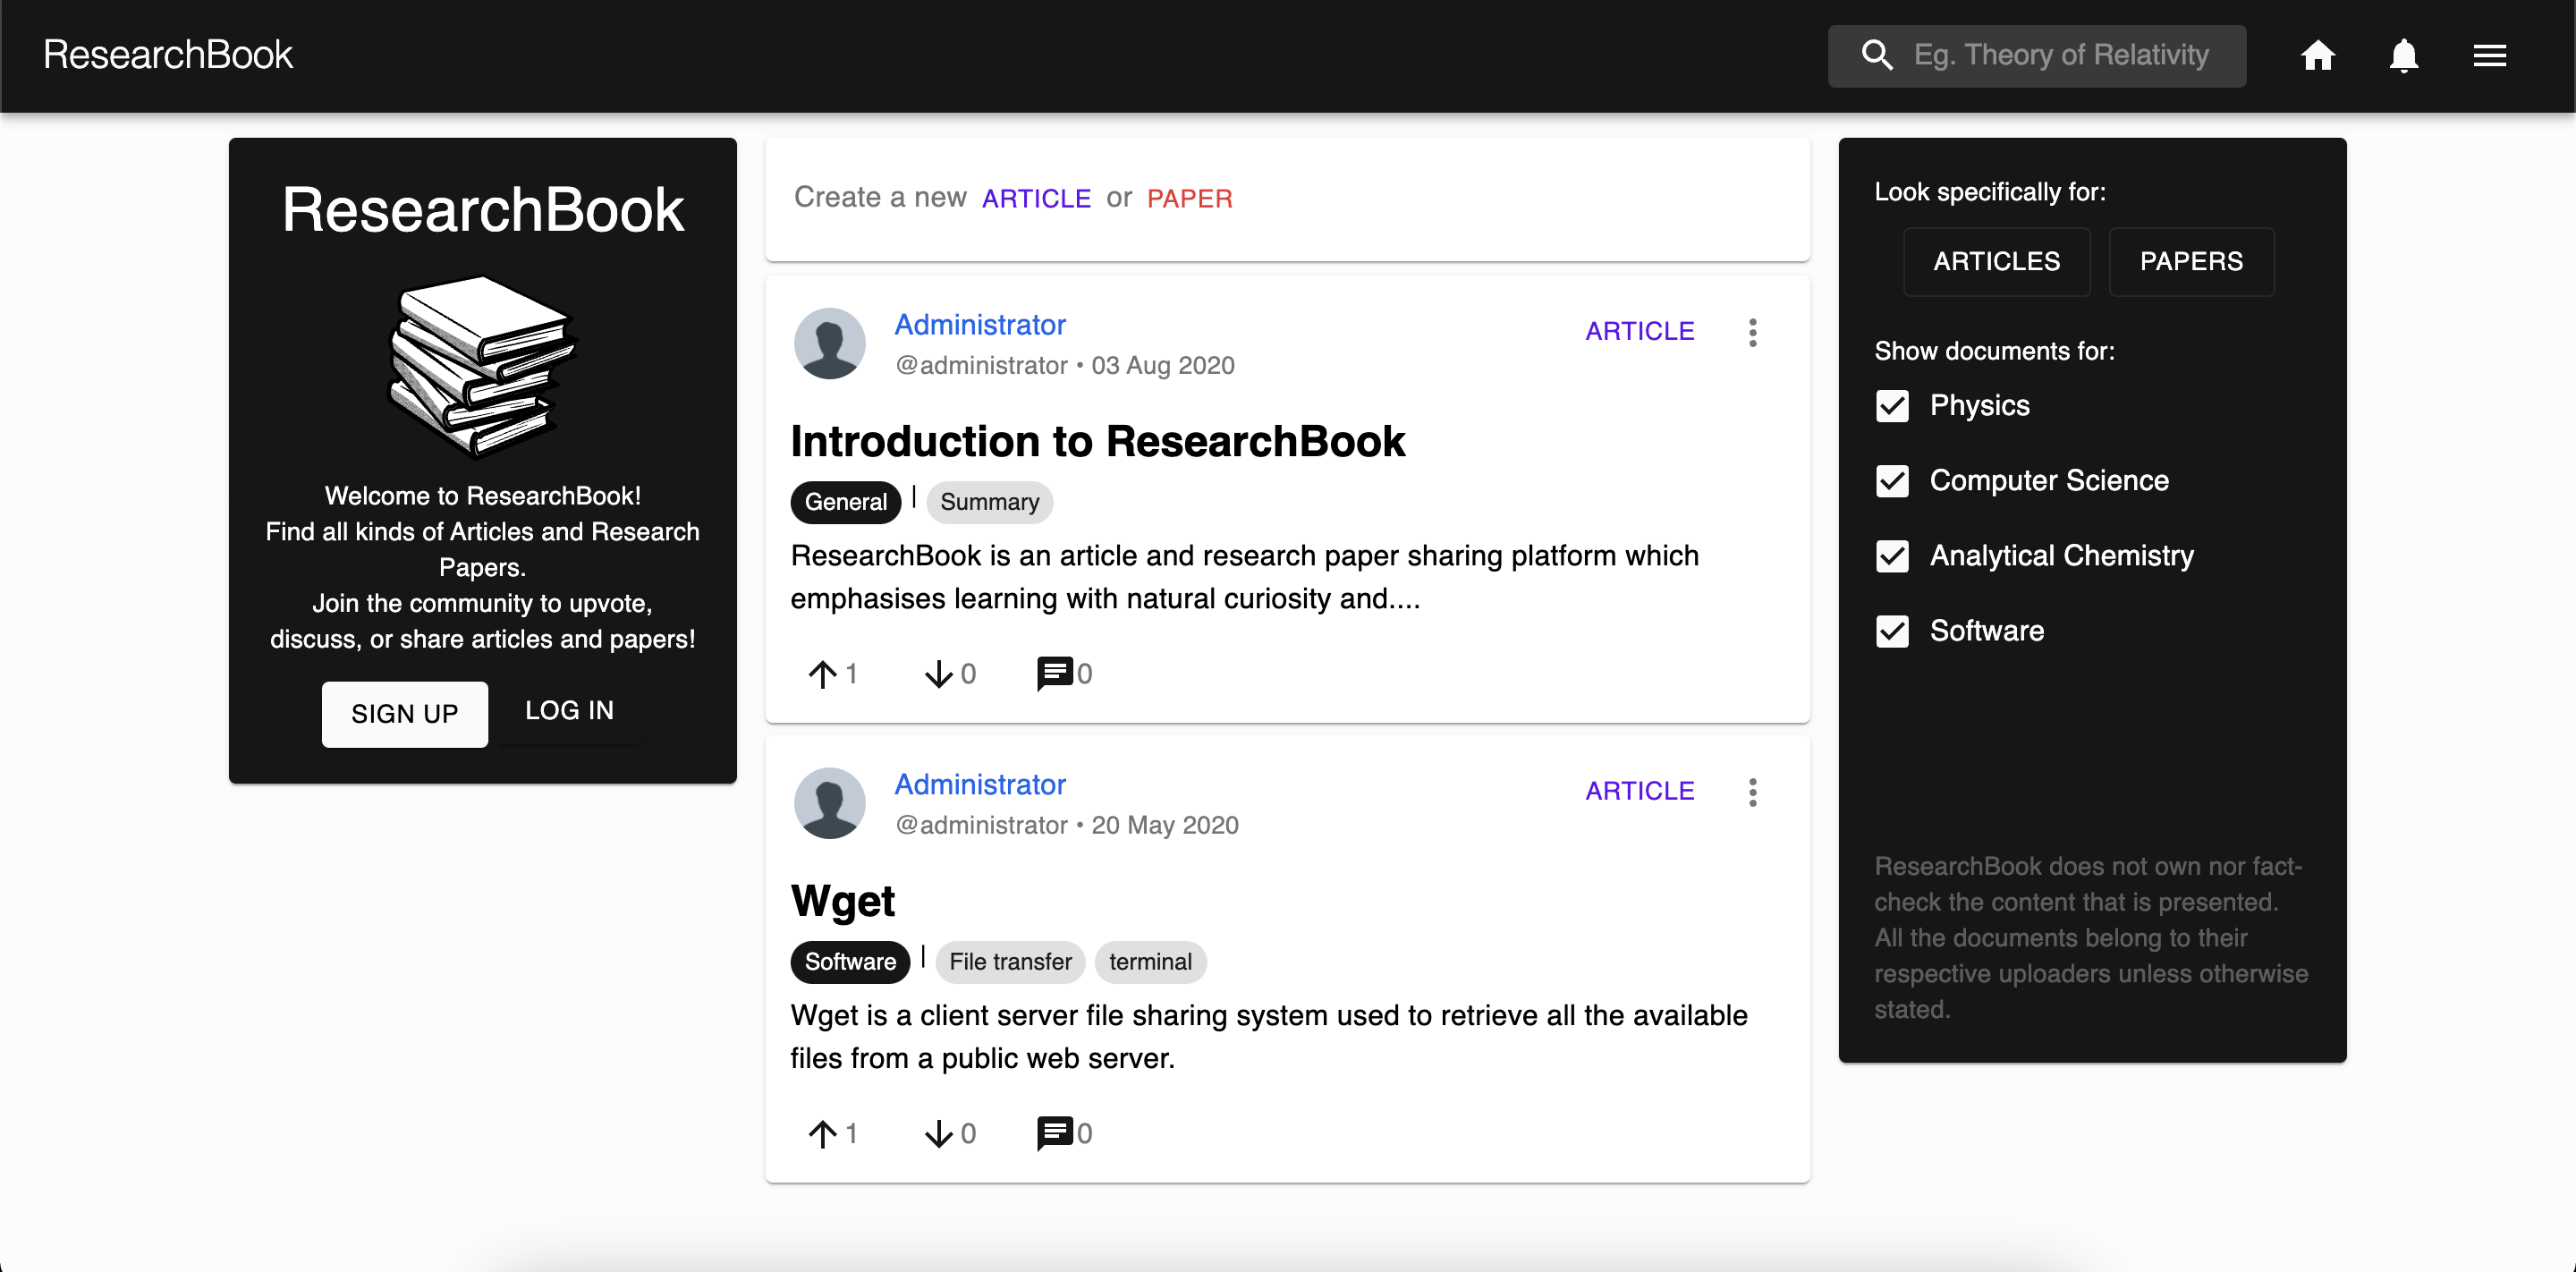 ResearchBook
Eg. Theory of Relativity
ResearchBook
Welcome to ResearchBook!
Find all kinds of Articles and Research
Papers.
Join the community to upvote,
discuss, or share articles and papers!
SIGN UP
LOG IN
Create a new ARTICLE or PAPER
Administrator
@administrator • 03 Aug 2020
ARTICLE
Introduction to ResearchBook
General | Summary
ResearchBook is an article and research paper sharing platform which
emphasises learning with natural curiosity and....
1 0 0
Administrator
@administrator • 20 May 2020
ARTICLE
Wget
Software | File transfer terminal
Wget is a client server file sharing system used to retrieve all the available
files from a public web server.
1 0 0
Look specifically for:
ARTICLES PAPERS
Show documents for:
Physics
Computer Science
Analytical Chemistry
Software
ResearchBook does not own nor fact-
check the content that is presented.
All the documents belong to their
respective uploaders unless otherwise
stated.